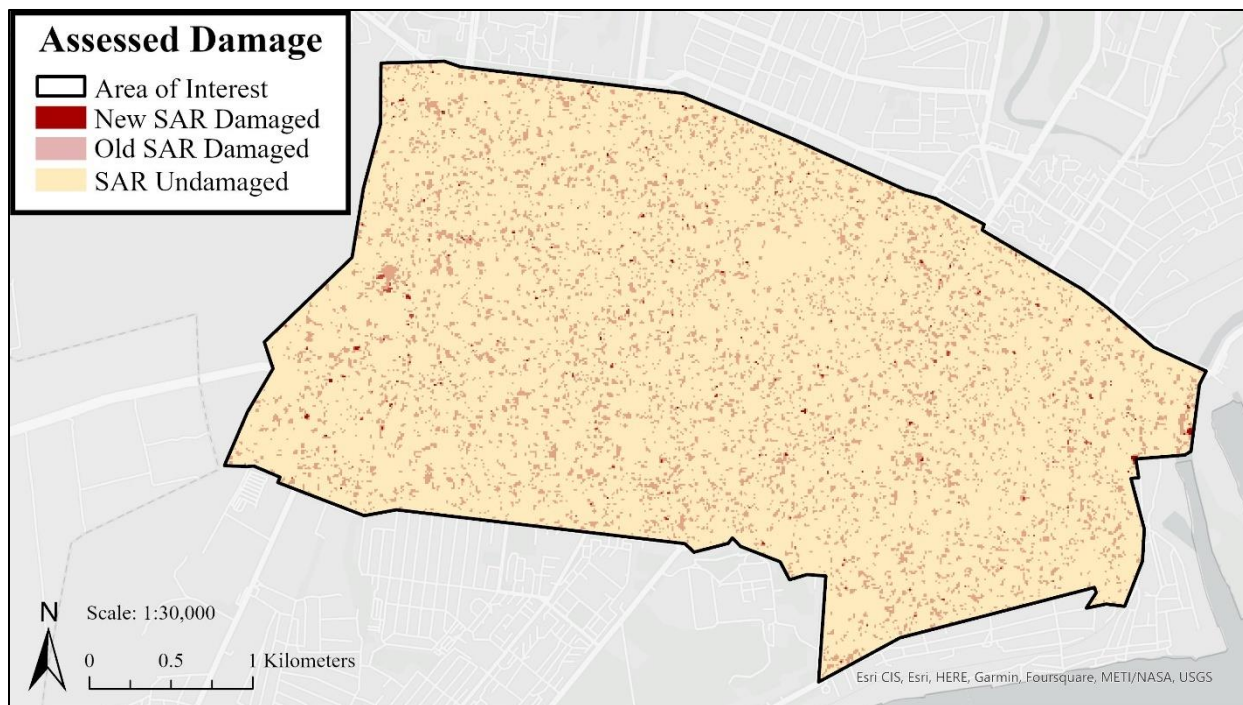 Assessed Damage
Area of Interest
New SAR Damaged
Old SAR Damaged
SAR Undamaged
N
Scale: 1:30,000
0 0.5 1 Kilometers
Esri CIS, Esri, HERE, Garmin, Foursquare, METI/NASA, USGS